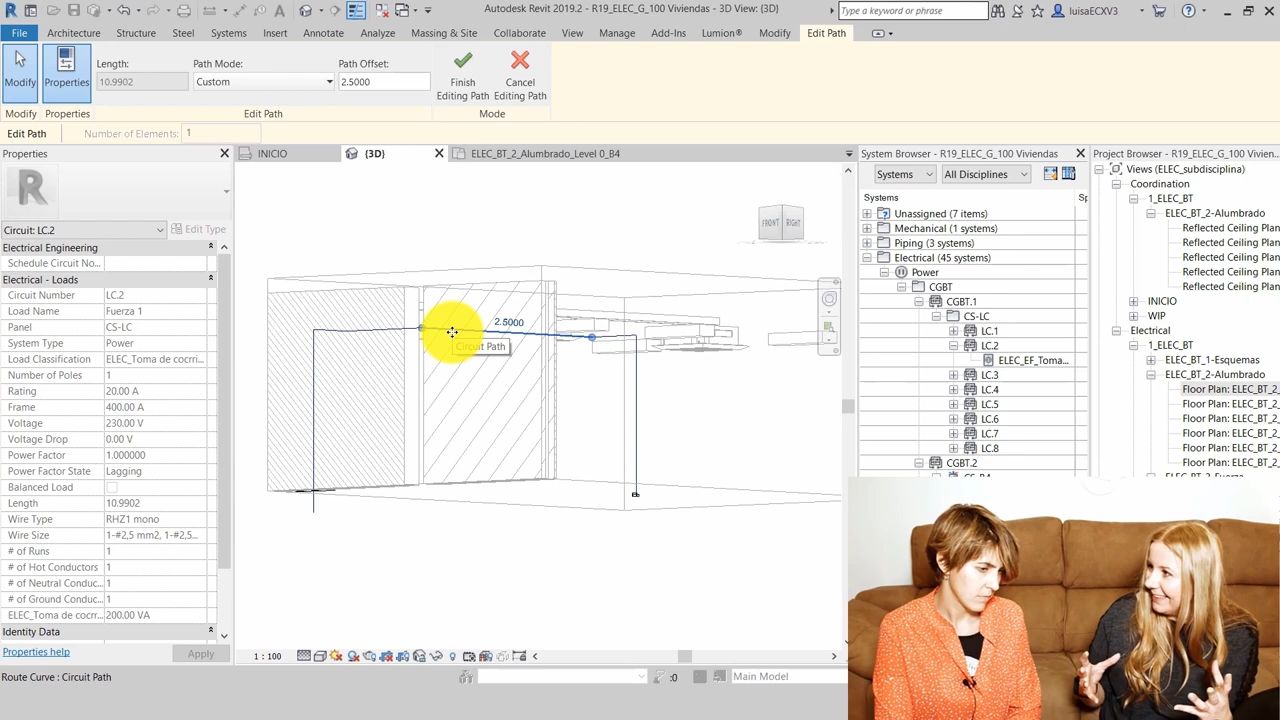 Autodesk Revit 2019.2 - R19_ELEC_G_100 Viviendas - 3D View: {3D}
Type a keyword or phrase
luisaECXV3
File Architecture Structure Steel Systems Insert Annotate Analyze Massing & Site Collaborate View Manage Add-Ins Lumion® Modify Edit Path
Modify
Properties
Length:
10.9902
Path Mode:
Custom
Path Offset:
2.5000
Finish
Editing Path
Cancel
Editing Path
Modify Properties Edit Path Mode
Edit Path Number of Elements: 1
Properties
Circuit: LC.2
Edit Type
Electrical Engineering
Schedule Circuit No...
Electrical - Loads
Circuit Number LC.2
Load Name Fuerza 1
Panel CS-LC
System Type Power
Load Classification ELEC_Toma de cocrri...
Number of Poles 1
Rating 20.00 A
Frame 400.00 A
Voltage 230.00 V
Voltage Drop 0.00 V
Power Factor 1.000000
Power Factor State Lagging
Balanced Load
Length 10.9902
Wire Type RHZ1 mono
Wire Size 1-#2,5 mm2, 1-#2,5...
# of Runs 1
# of Hot Conductors 1
# of Neutral Conduc... 1
# of Ground Conduc... 1
ELEC_Toma de cocrr... 200.00 VA
Identity Data
Properties help
Apply
INICIO
{3D}
ELEC_BT_2_Alumbrado_Level 0_B4
FRONT RIGHT
2.5000
Circuit Path
1 : 100
System Browser - R19_ELEC_G_100 Viviendas
Systems
All Disciplines
Systems
Unassigned (7 items)
Mechanical (1 systems)
Piping (3 systems)
Electrical (45 systems)
Power
CGBT
CGBT.1
CS-LC
LC.1
LC.2
ELEC_EF_Toma...
LC.3
LC.4
LC.5
LC.6
LC.7
LC.8
CGBT.2
Project Browser - R19_ELEC_G_100 Vivien...
Views (ELEC_subdisciplina)
Coordination
1_ELEC_BT
ELEC_BT_2-Alumbrado
Reflected Ceiling Plan
Reflected Ceiling Plan
Reflected Ceiling Plan
Reflected Ceiling Plan
INICIO
WIP
Electrical
1_ELEC_BT
ELEC_BT_1-Esquemas
ELEC_BT_2-Alumbrado
Floor Plan: ELEC_BT_2_
Floor Plan: ELEC_BT_2_
Floor Plan: ELEC_BT_2_
Floor Plan: ELEC_BT_2_
Floor Plan: ELEC_BT_2_
Floor Plan: ELEC_BT_2_
Route Curve : Circuit Path
:0
Main Model